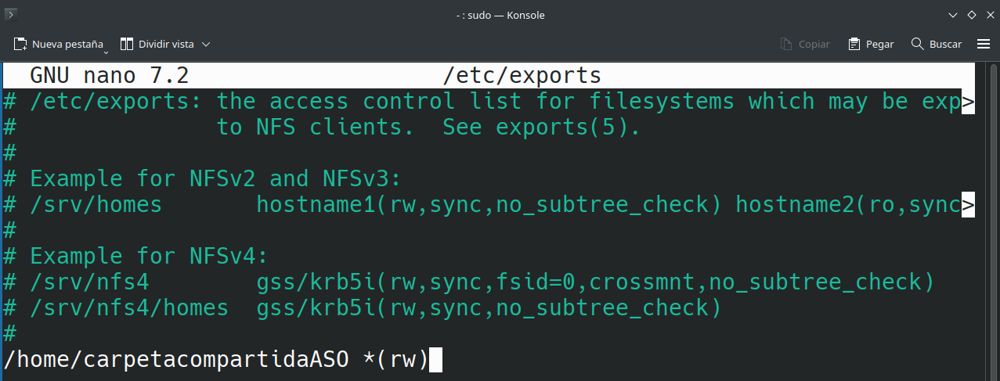 - : sudo — Konsole
Nueva pestaña Dividir vista Copiar Pegar Buscar
GNU nano 7.2 /etc/exports
# /etc/exports: the access control list for filesystems which may be exp>
# to NFS clients. See exports(5).
#
# Example for NFSv2 and NFSv3:
# /srv/homes hostname1(rw,sync,no_subtree_check) hostname2(ro,sync>
#
# Example for NFSv4:
# /srv/nfs4 gss/krb5i(rw,sync,fsid=0,crossmnt,no_subtree_check)
# /srv/nfs4/homes gss/krb5i(rw,sync,no_subtree_check)
#
/home/carpetacompartidaASO *(rw)